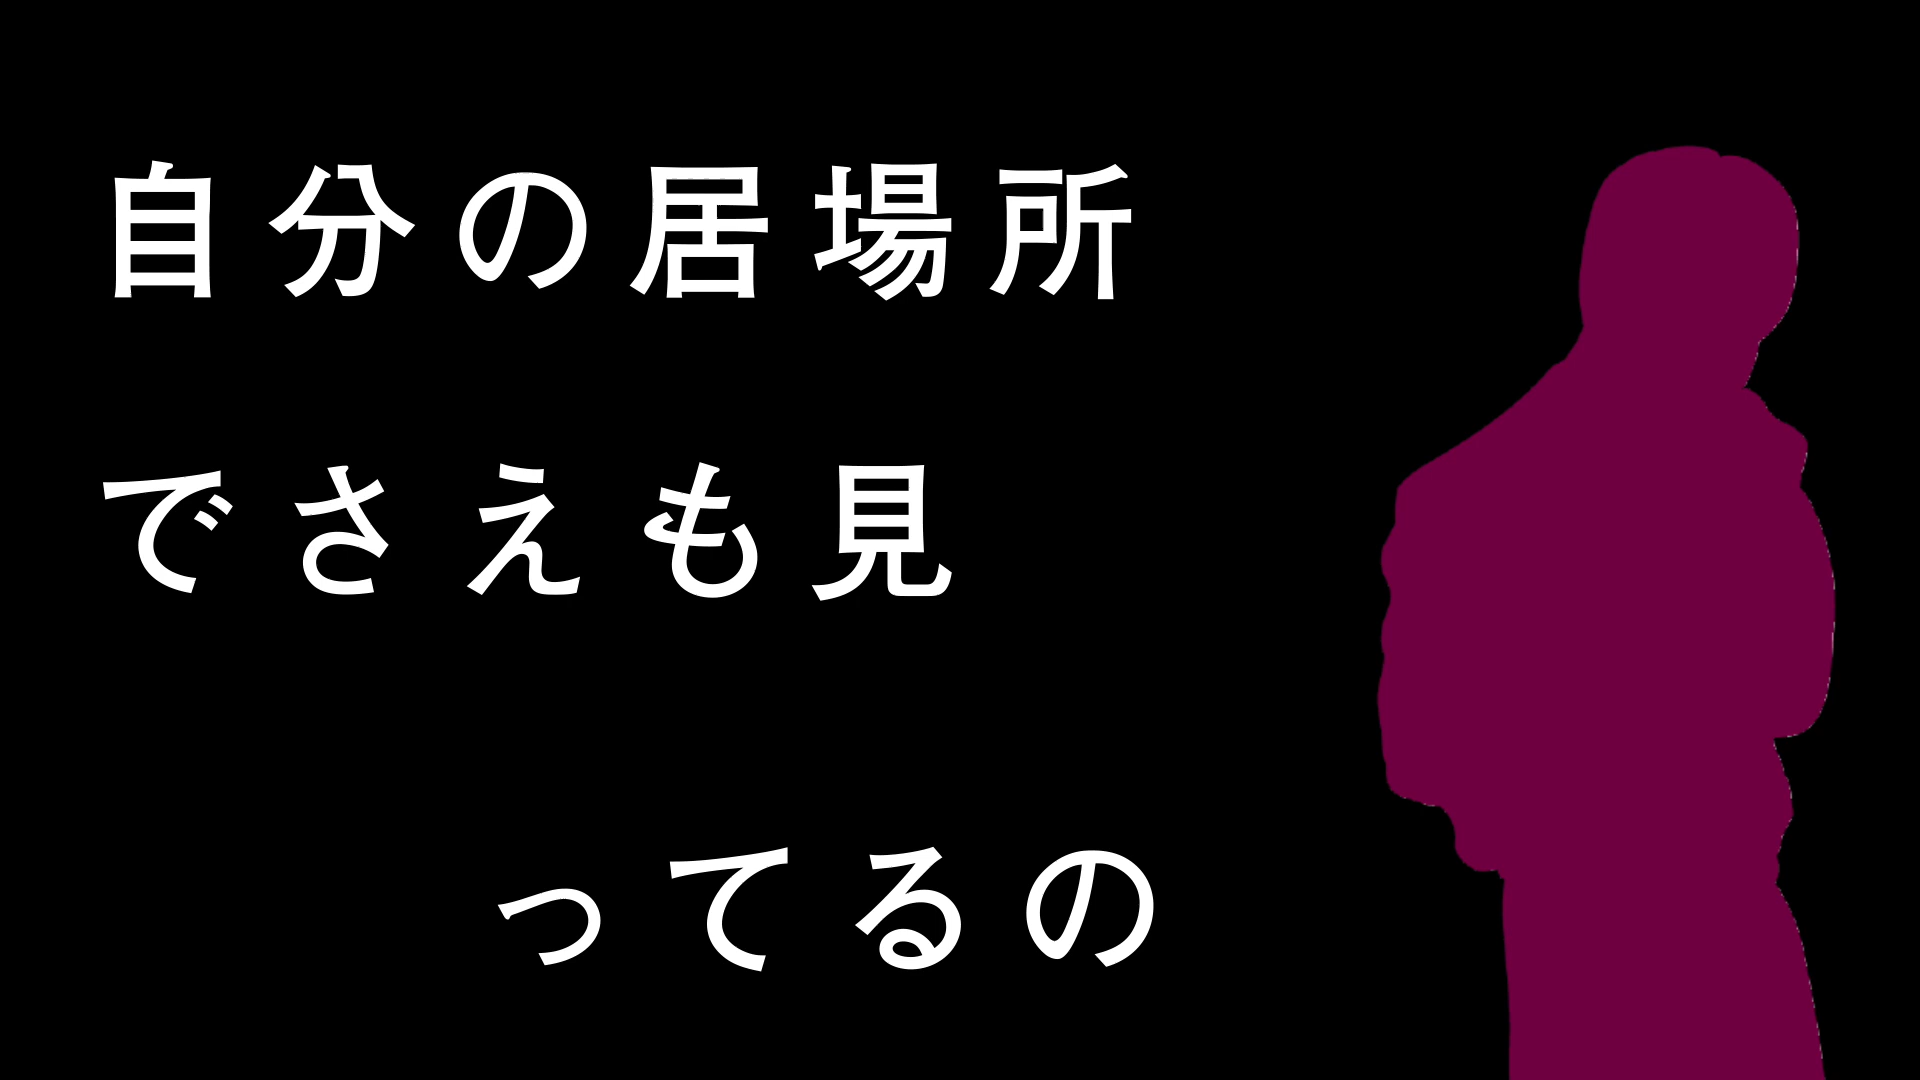 自分の居場所
でさえも見
ってるの